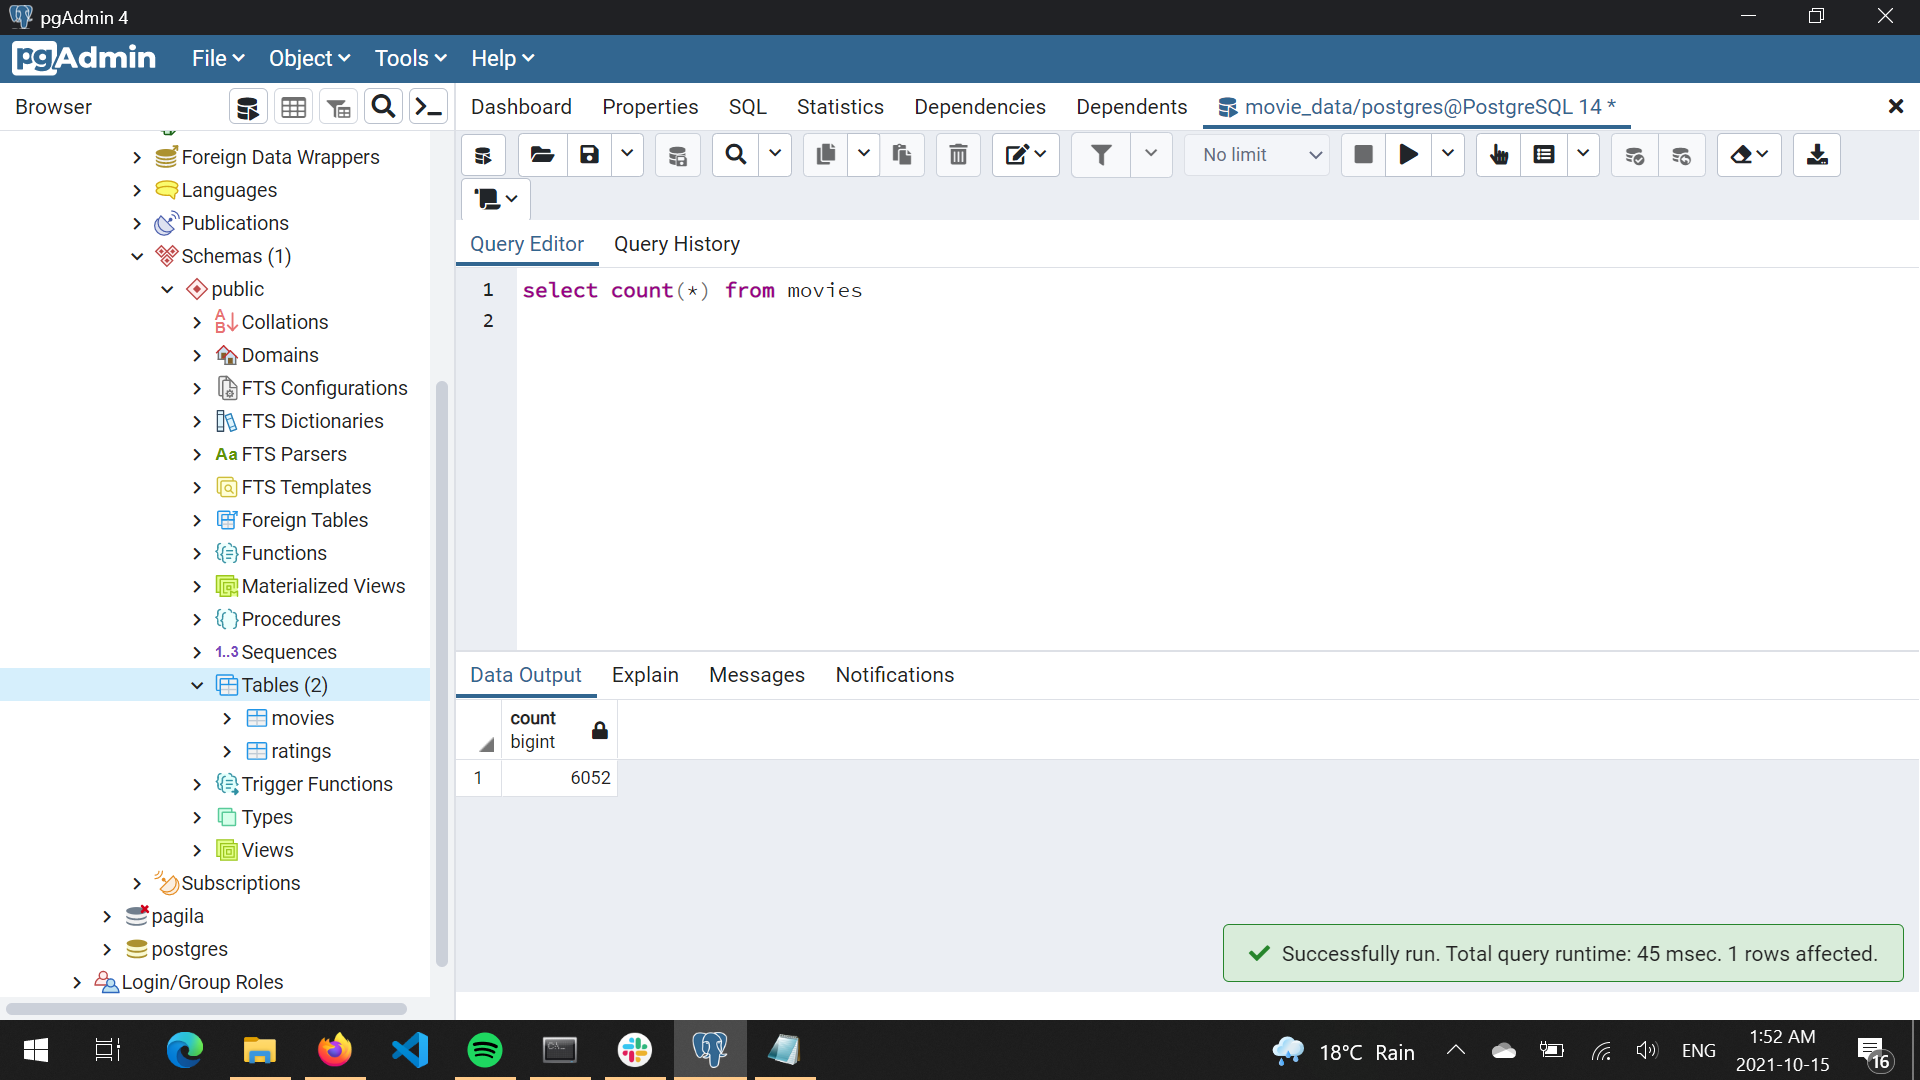 pgAdmin 4
pgAdmin File Object Tools Help
Browser
Dashboard Properties SQL Statistics Dependencies Dependents movie_data/postgres@PostgreSQL 14 *
No limit
Query Editor Query History
1 select count(*) from movies
2
Foreign Data Wrappers
Languages
Publications
Schemas (1)
public
Collations
Domains
FTS Configurations
FTS Dictionaries
Aa FTS Parsers
FTS Templates
Foreign Tables
Functions
Materialized Views
Procedures
1..3 Sequences
Tables (2)
movies
ratings
Trigger Functions
Types
Views
Subscriptions
pagila
postgres
Login/Group Roles
Data Output Explain Messages Notifications
count
bigint
1 6052
Successfully run. Total query runtime: 45 msec. 1 rows affected.
18°C Rain
ENG
1:52 AM
2021-10-15
16